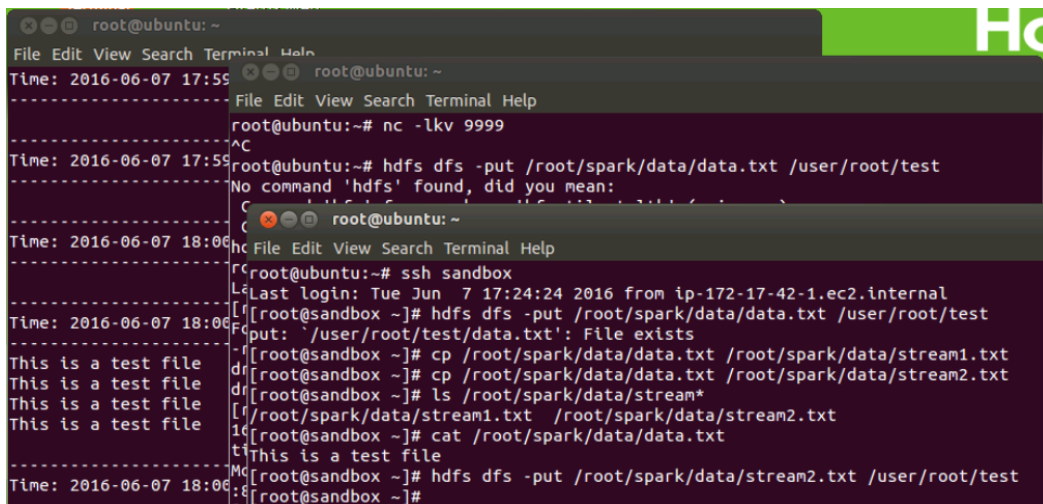 root@ubuntu: ~
File Edit View Search Terminal Help
Time: 2016-06-07 17:59
-----------------------
-----------------------
Time: 2016-06-07 17:59
-----------------------
-----------------------
Time: 2016-06-07 18:00
-----------------------
-----------------------
Time: 2016-06-07 18:00
-----------------------
This is a test file
This is a test file
This is a test file
This is a test file
-----------------------
Time: 2016-06-07 18:00
root@ubuntu: ~
File Edit View Search Terminal Help
root@ubuntu:~# nc -lkv 9999
^C
root@ubuntu:~# hdfs dfs -put /root/spark/data/data.txt /user/root/test
No command 'hdfs' found, did you mean:
root@ubuntu: ~
File Edit View Search Terminal Help
root@ubuntu:~# ssh sandbox
Last login: Tue Jun  7 17:24:24 2016 from ip-172-17-42-1.ec2.internal
[root@sandbox ~]# hdfs dfs -put /root/spark/data/data.txt /user/root/test
put: `/user/root/test/data.txt': File exists
[root@sandbox ~]# cp /root/spark/data/data.txt /root/spark/data/stream1.txt
[root@sandbox ~]# cp /root/spark/data/data.txt /root/spark/data/stream2.txt
[root@sandbox ~]# ls /root/spark/data/stream*
/root/spark/data/stream1.txt  /root/spark/data/stream2.txt
[root@sandbox ~]# cat /root/spark/data/data.txt
This is a test file
[root@sandbox ~]# hdfs dfs -put /root/spark/data/stream2.txt /user/root/test
[root@sandbox ~]#
Ho